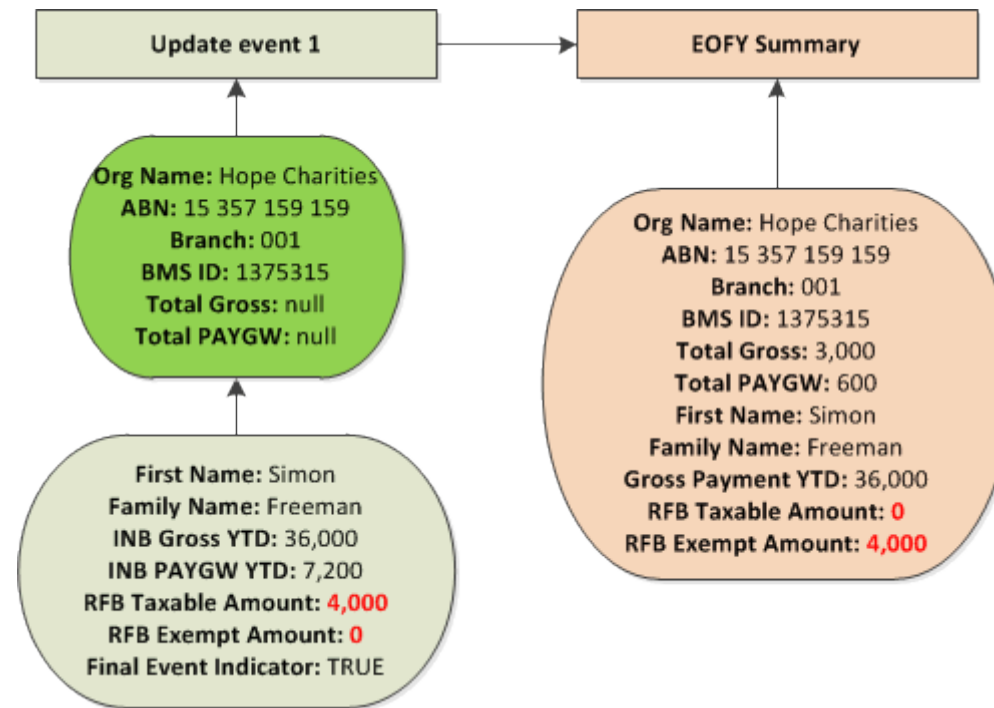 Update event 1
EOFY Summary
Org Name: Hope Charities
ABN: 15 357 159 159
Branch: 001
BMS ID: 1375315
Total Gross: null
Total PAYGW: null
First Name: Simon
Family Name: Freeman
INB Gross YTD: 36,000
INB PAYGW YTD: 7,200
RFB Taxable Amount: 4,000
RFB Exempt Amount: 0
Final Event Indicator: TRUE
Org Name: Hope Charities
ABN: 15 357 159 159
Branch: 001
BMS ID: 1375315
Total Gross: 3,000
Total PAYGW: 600
First Name: Simon
Family Name: Freeman
Gross Payment YTD: 36,000
RFB Taxable Amount: 0
RFB Exempt Amount: 4,000